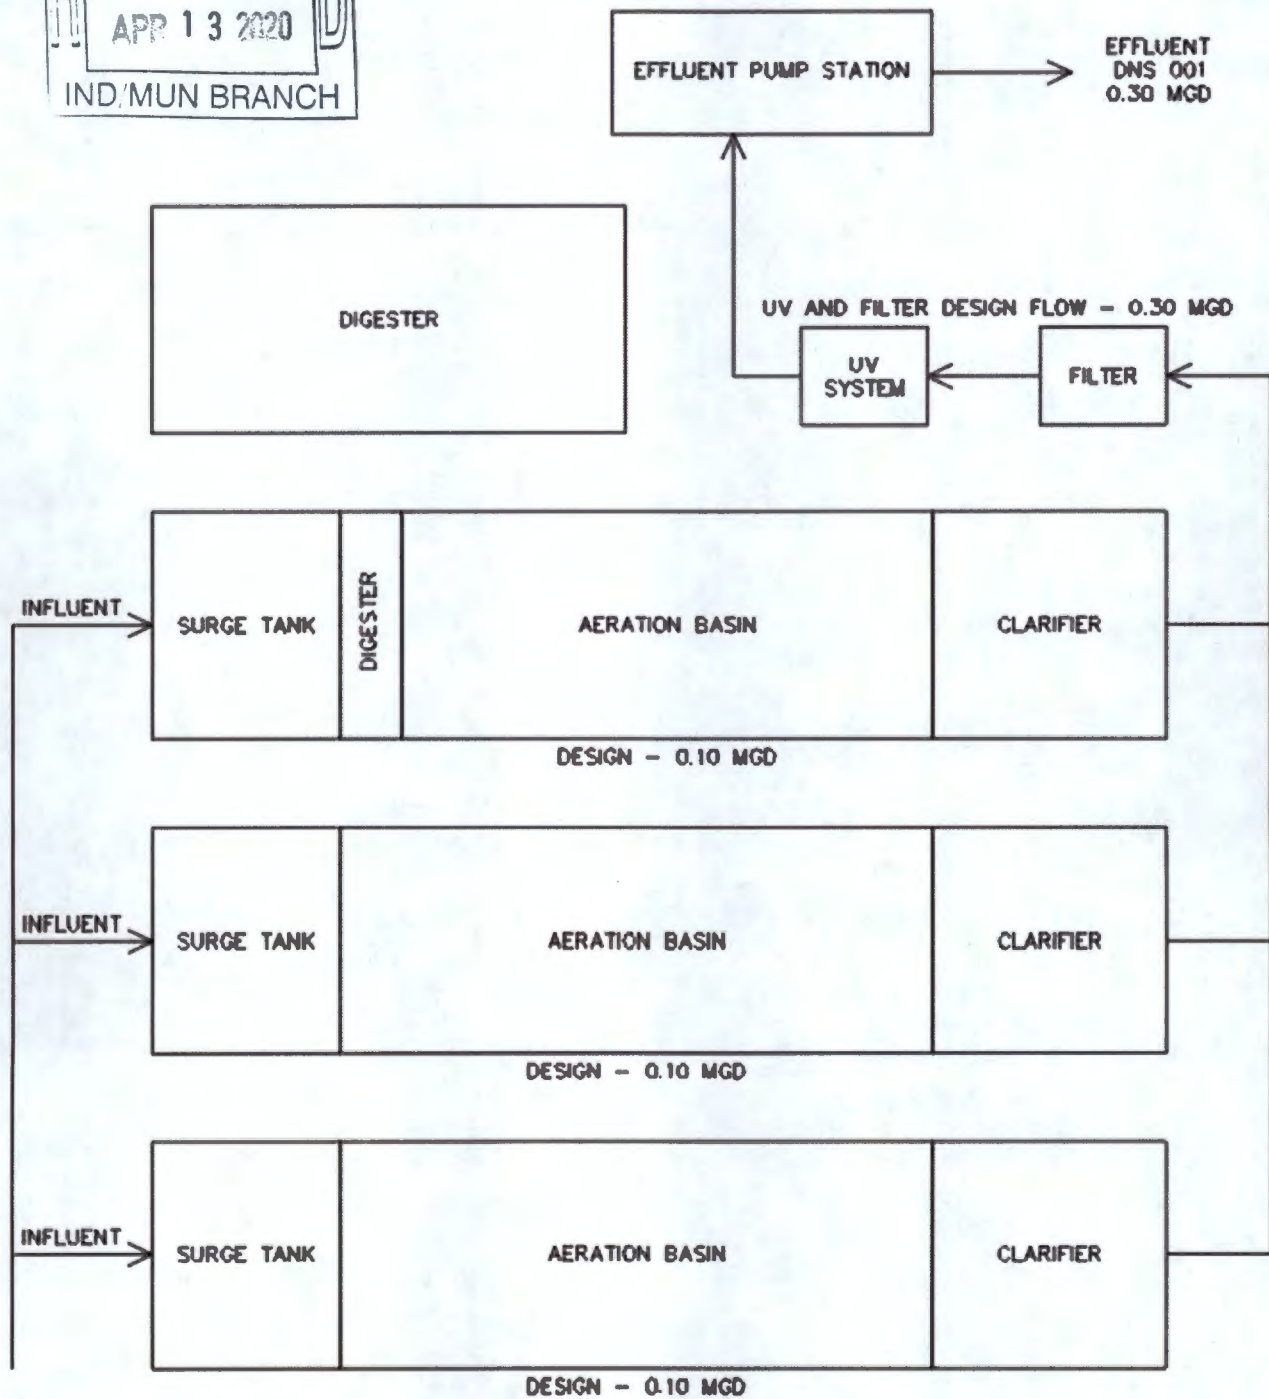 APR 13 2020
IND/MUN BRANCH
EFFLUENT PUMP STATION
EFFLUENT
DNS 001
0.30 MGD
DIGESTER
UV AND FILTER DESIGN FLOW - 0.30 MGD
UV
SYSTEM
FILTER
INFLUENT
SURGE TANK
DIGESTER
AERATION BASIN
CLARIFIER
DESIGN - 0.10 MGD
INFLUENT
SURGE TANK
AERATION BASIN
CLARIFIER
DESIGN - 0.10 MGD
INFLUENT
SURGE TANK
AERATION BASIN
CLARIFIER
DESIGN - 0.10 MGD